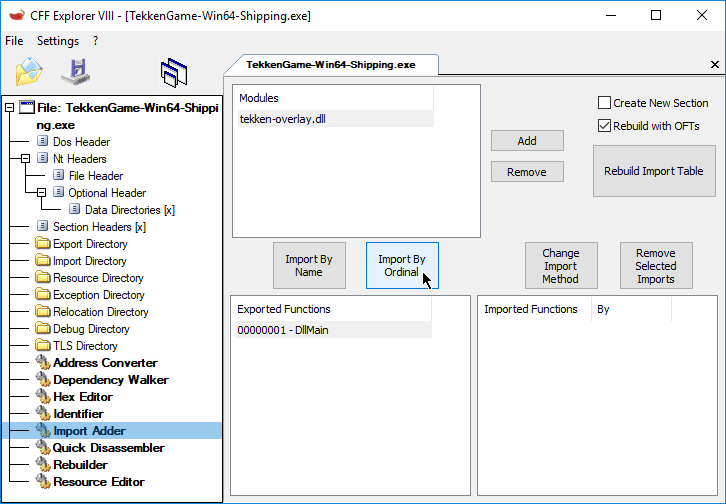 CFF Explorer VIII - [TekkenGame-Win64-Shipping.exe]
File Settings ?
TekkenGame-Win64-Shipping.exe
File: TekkenGame-Win64-Shippi
ng.exe
Dos Header
Nt Headers
File Header
Optional Header
Data Directories [x]
Section Headers [x]
Export Directory
Import Directory
Resource Directory
Exception Directory
Relocation Directory
Debug Directory
TLS Directory
Address Converter
Dependency Walker
Hex Editor
Identifier
Import Adder
Quick Disassembler
Rebuilder
Resource Editor
Modules
tekken-overlay.dll
Add
Remove
Create New Section
Rebuild with OFTs
Rebuild Import Table
Import By
Name
Import By
Ordinal
Change
Import
Method
Remove
Selected
Imports
Exported Functions
00000001 - DllMain
Imported Functions By